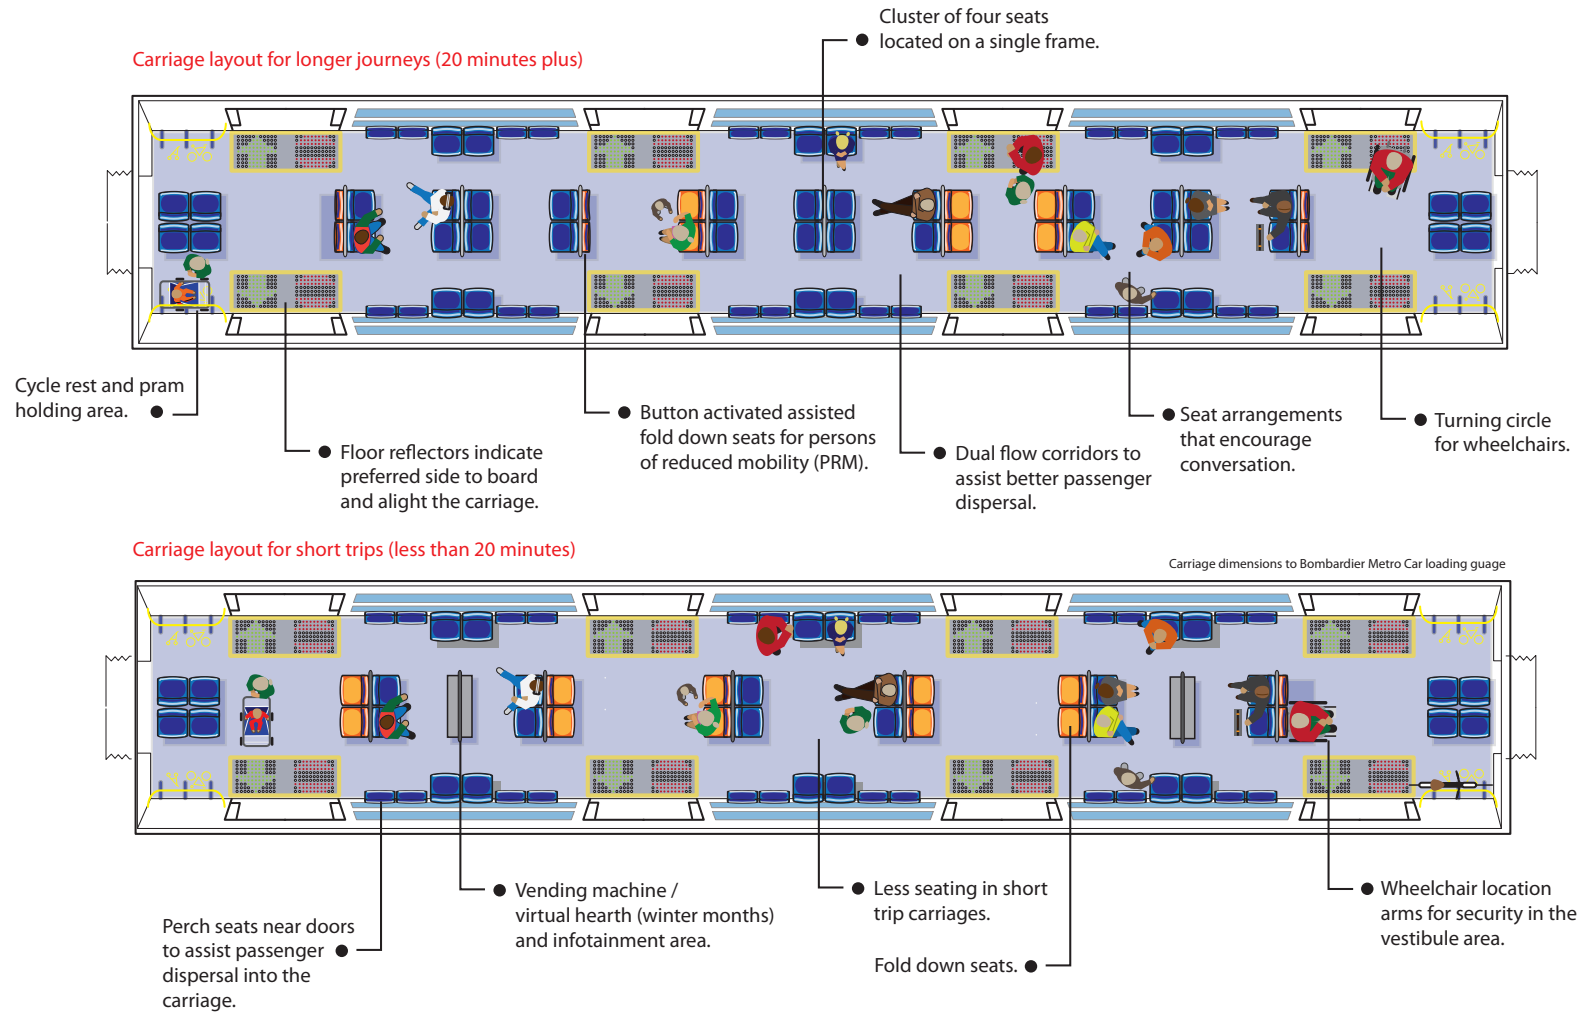 Cluster of four seats
located on a single frame.
Carriage layout for longer journeys (20 minutes plus)
Cycle rest and pram
holding area.
Floor reflectors indicate
preferred side to board
and alight the carriage.
Button activated assisted
fold down seats for persons
of reduced mobility (PRM).
Dual flow corridors to
assist better passenger
dispersal.
Seat arrangements
that encourage
conversation.
Turning circle
for wheelchairs.
Carriage layout for short trips (less than 20 minutes)
Carriage dimensions to Bombardier Metro Car loading guage
Perch seats near doors
to assist passenger
dispersal into the
carriage.
Vending machine /
virtual hearth (winter months)
and infotainment area.
Less seating in short
trip carriages.
Fold down seats.
Wheelchair location
arms for security in the
vestibule area.